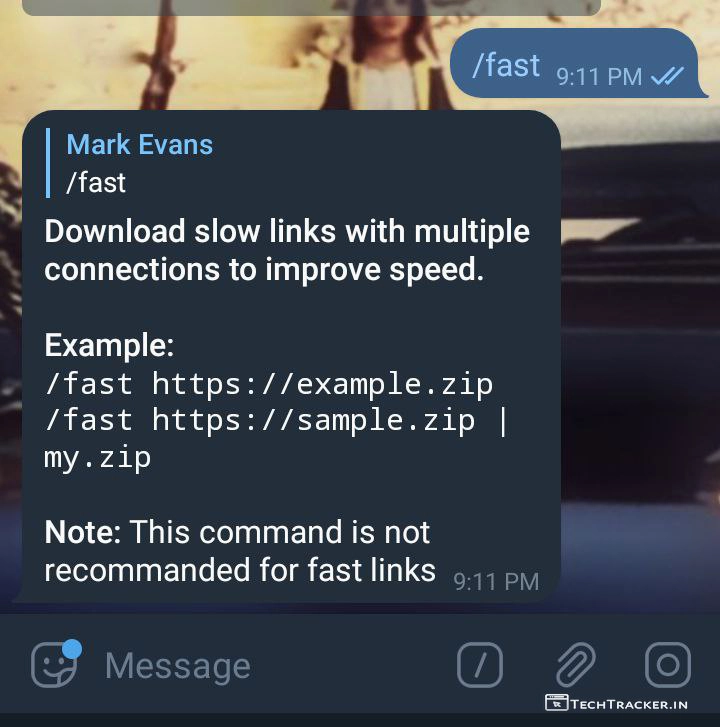 /fast 9:11 PM
Mark Evans
/fast
Download slow links with multiple
connections to improve speed.
Example:
/fast https://example.zip
/fast https://sample.zip |
my.zip
Note: This command is not
recommanded for fast links 9:11 PM
Message
TECHTRACKER.IN